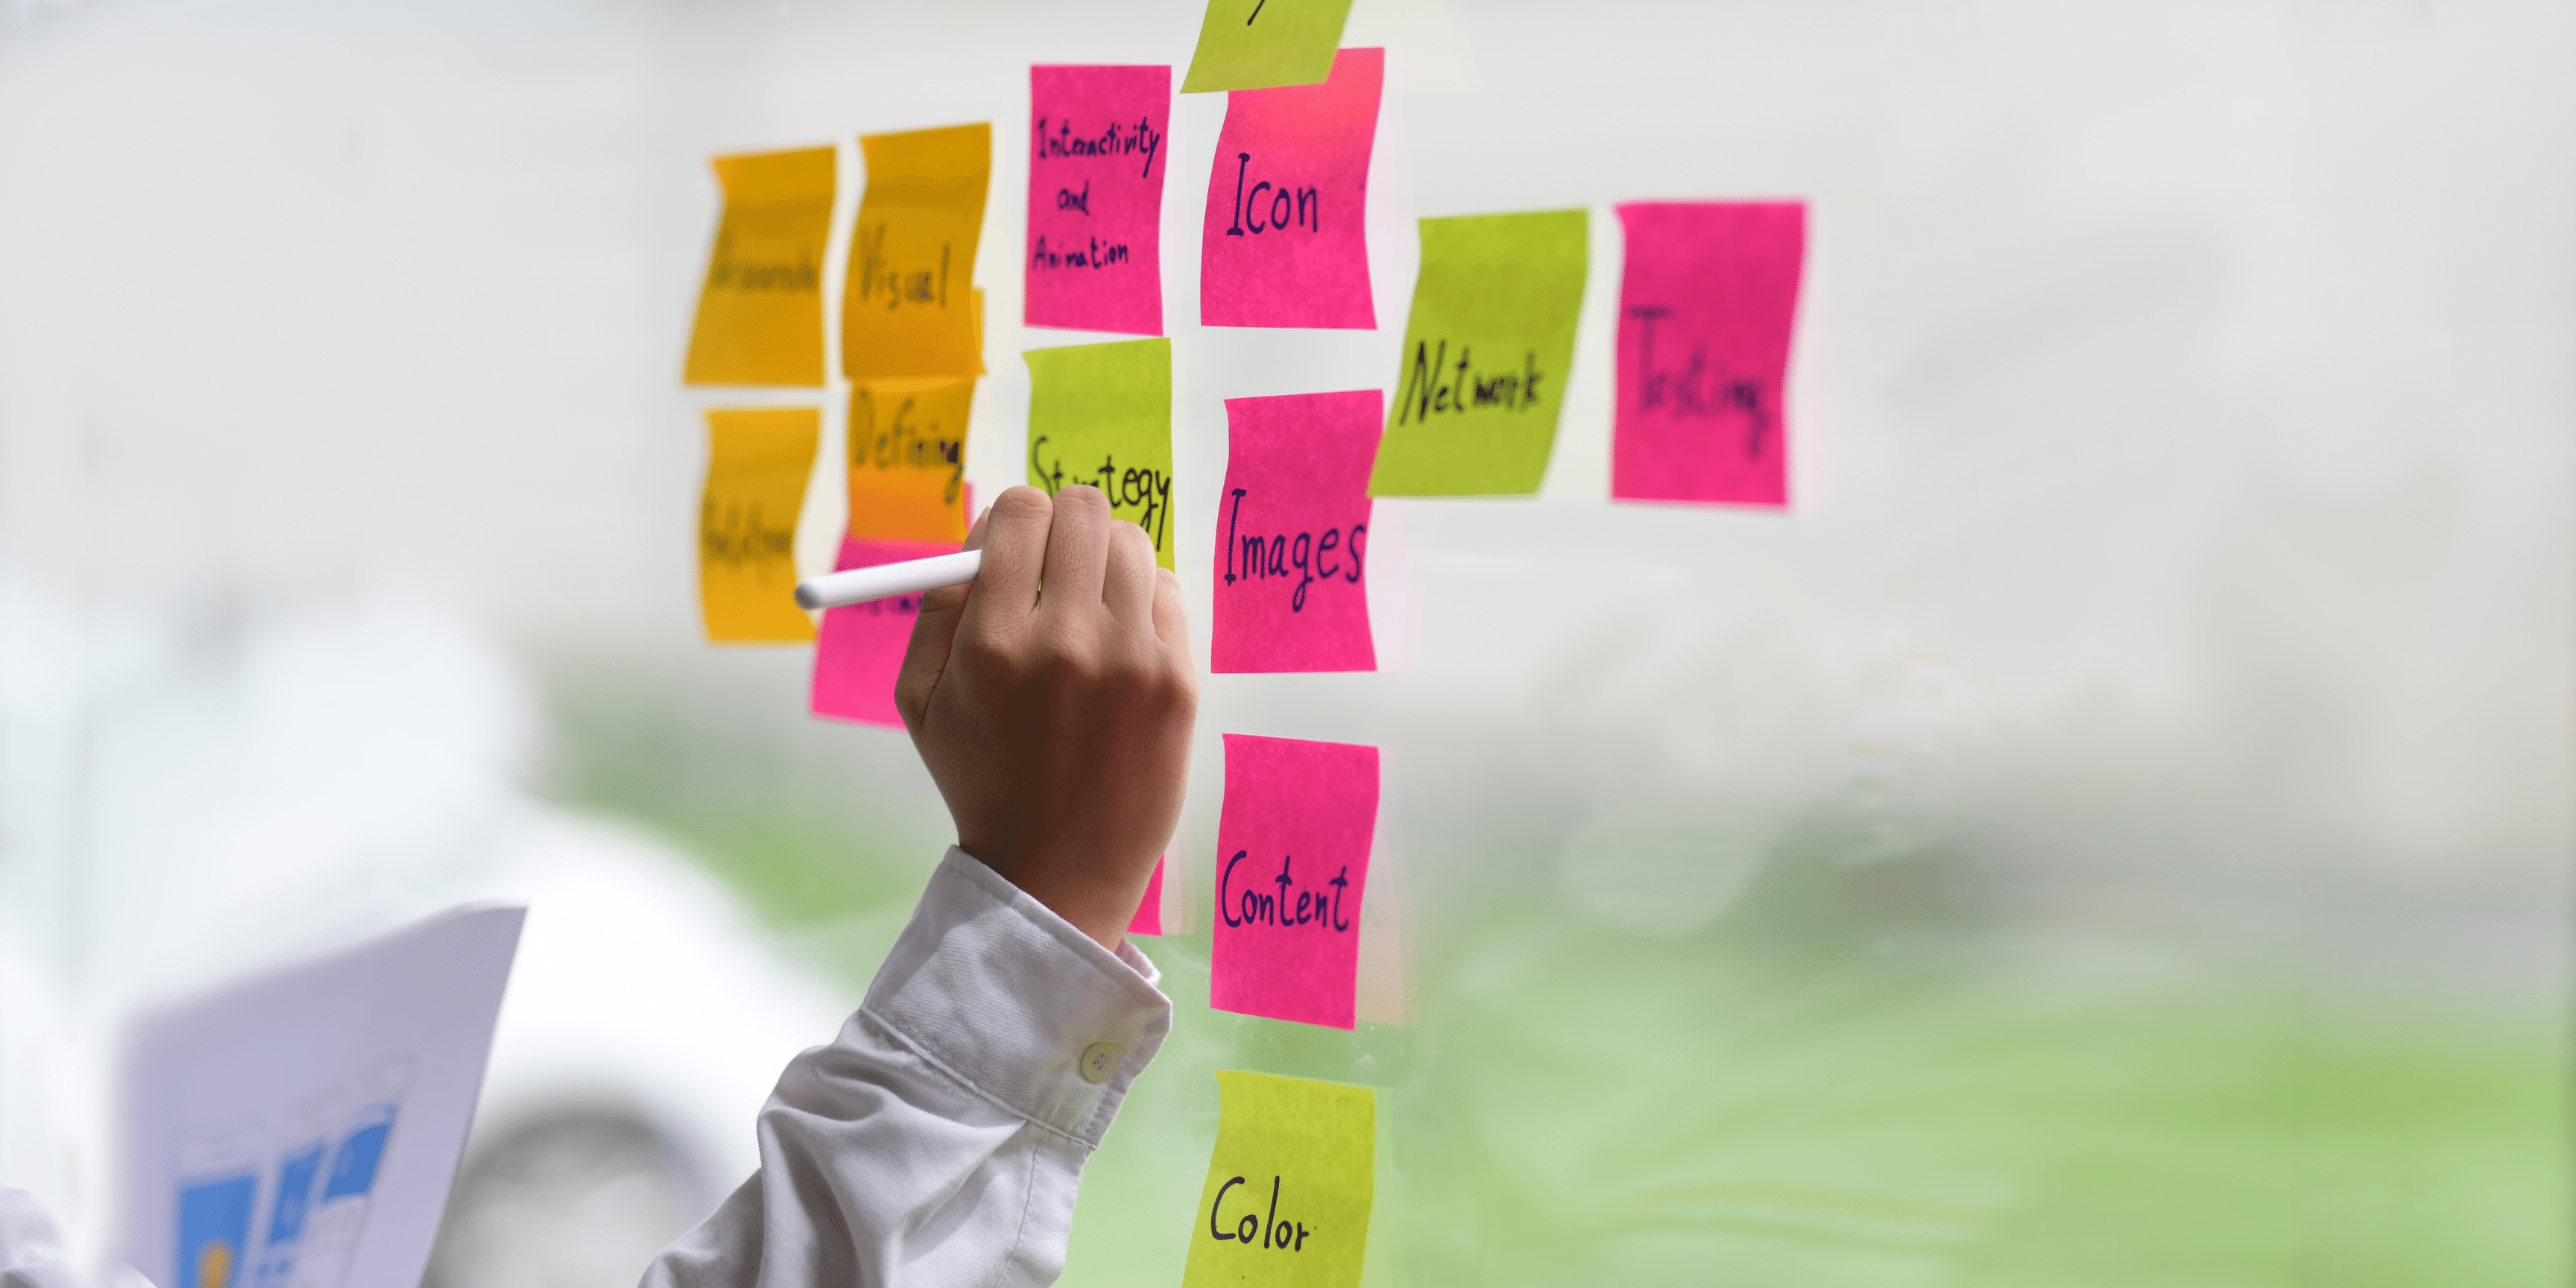 Interactivity
and
Animation
Icon
Visual
Network
Testing
Defining
Strategy
Images
Content
Color